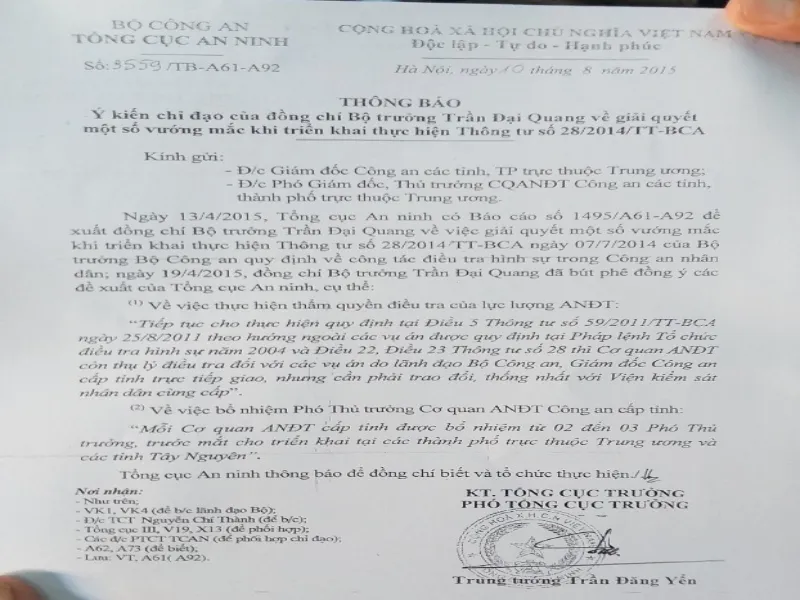 BỘ CÔNG AN
TỔNG CỤC AN NINH
Số: 3559/TB-A61-A92
CỘNG HOÀ XÃ HỘI CHỦ NGHĨA VIỆT NAM
Độc lập - Tự do - Hạnh phúc
Hà Nội, ngày 10 tháng 8 năm 2015
THÔNG BÁO
Ý kiến chỉ đạo của đồng chí Bộ trưởng Trần Đại Quang về giải quyết
một số vướng mắc khi triển khai thực hiện Thông tư số 28/2014/TT-BCA
Kính gửi:
- Đ/c Giám đốc Công an các tỉnh, TP trực thuộc Trung ương;
- Đ/c Phó Giám đốc, Thủ trưởng CQANĐT Công an các tỉnh,
thành phố trực thuộc Trung ương.
Ngày 13/4/2015, Tổng cục An ninh có Báo cáo số 1495/A61-A92 đề
xuất đồng chí Bộ trưởng Trần Đại Quang về việc giải quyết một số vướng mắc
khi triển khai thực hiện Thông tư số 28/2014/TT-BCA ngày 07/7/2014 của Bộ
trưởng Bộ Công an quy định về công tác điều tra hình sự trong Công an nhân
dân; ngày 19/4/2015, đồng chí Bộ trưởng Trần Đại Quang đã bút phê đồng ý các
đề xuất của Tổng cục An ninh, cụ thể:
(1) Về việc thực hiện thẩm quyền điều tra của lực lượng ANĐT:
"Tiếp tục cho thực hiện quy định tại Điều 5 Thông tư số 59/2011/TT-BCA
ngày 25/8/2011 theo hướng ngoài các vụ án được quy định tại Pháp lệnh Tổ chức
điều tra hình sự năm 2004 và Điều 22, Điều 23 Thông tư số 28 thì Cơ quan ANĐT
còn thụ lý điều tra đối với các vụ án do lãnh đạo Bộ Công an, Giám đốc Công an
cấp tỉnh trực tiếp giao, nhưng cần phải trao đổi, thống nhất với Viện kiểm sát
nhân dân cùng cấp".
(2) Về việc bổ nhiệm Phó Thủ trưởng Cơ quan ANĐT Công an cấp tỉnh:
"Mỗi Cơ quan ANĐT cấp tỉnh được bổ nhiệm từ 02 đến 03 Phó Thủ
trưởng, trước mắt cho triển khai tại các thành phố trực thuộc Trung ương và
các tỉnh Tây Nguyên".
Tổng cục An ninh thông báo để đồng chí biết và tổ chức thực hiện./.
Nơi nhận:
- Như trên;
- VK1, VK4 (để b/c lãnh đạo Bộ);
- Đ/c TCT Nguyễn Chí Thành (để b/c);
- Tổng cục III, V19, X13 (để phối hợp);
- Các đ/c PTCT TCAN (để phối hợp chỉ đạo);
- A62, A73 (để biết);
- Lưu: VT, A61( A92).
KT. TỔNG CỤC TRƯỞNG
PHÓ TỔNG CỤC TRƯỞNG
Trung tướng Trần Đăng Yến